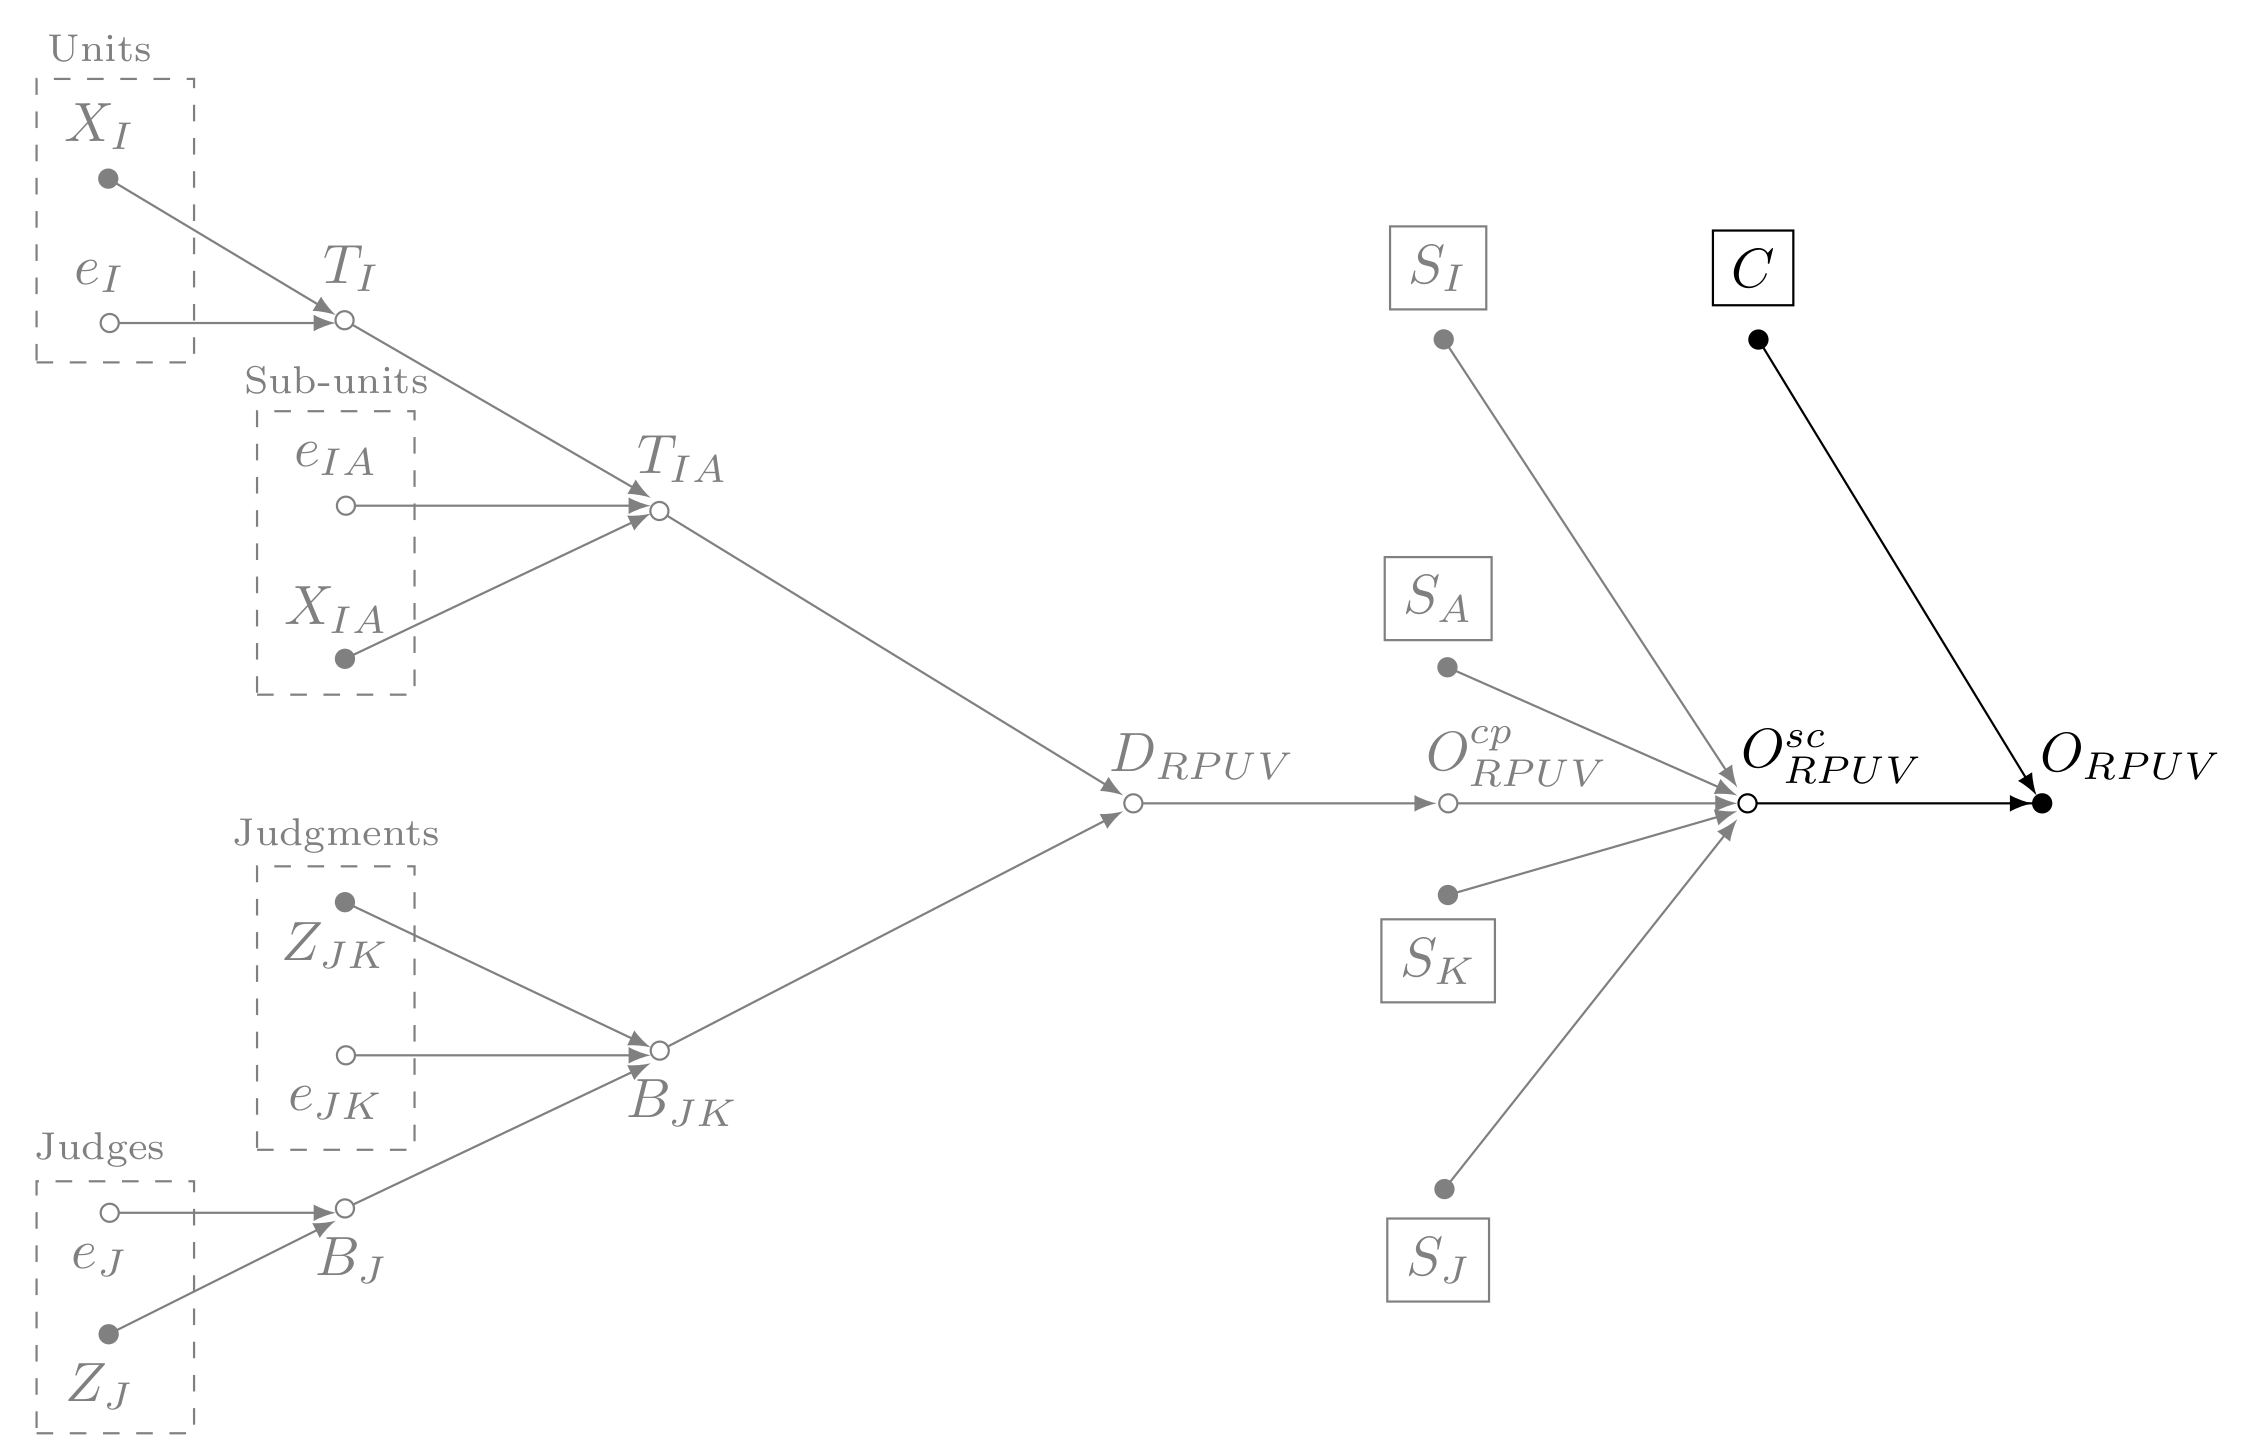 Units
X_I
e_I
T_I
S_I
C
Sub-units
e_{IA}
T_{IA}
X_{IA}
S_A
D_{RPUV}
O^{cp}_{RPUV}
O^{sc}_{RPUV}
O_{RPUV}
Judgments
Z_{JK}
S_K
e_{JK}
B_{JK}
Judges
e_J
B_J
S_J
Z_J